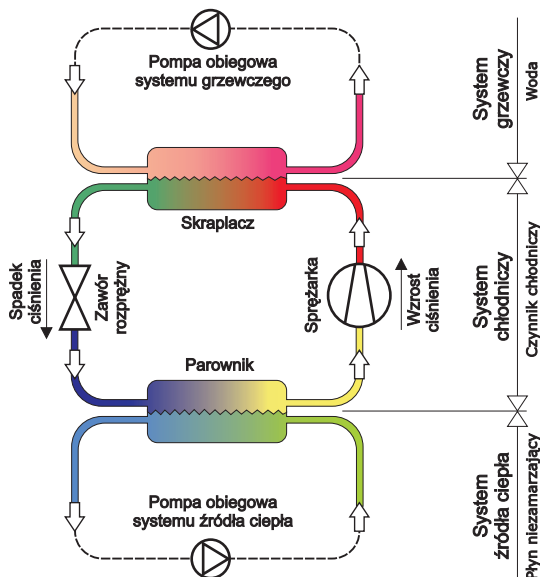 Pompa obiegowa
systemu grzewczego
System
grzewczy
Woda
Skraplacz
Spadek
ciśnienia
Zawór
rozprężny
Sprężarka
Wzrost
ciśnienia
System
chłodniczy
Czynnik chłodniczy
Parownik
Pompa obiegowa
systemu źródła ciepła
System
źródła ciepła
Płyn niezamarzający